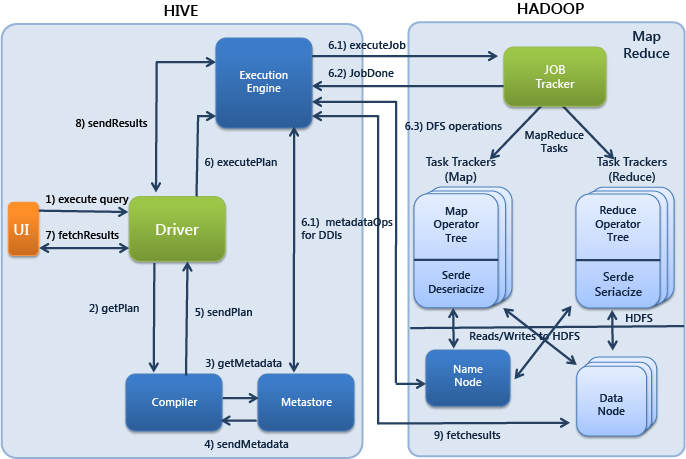 HIVE
HADOOP
Map
Reduce
Execution
Engine
6.1) executeJob
6.2) JobDone
JOB
Tracker
6.3) DFS operations
MapReduce
Tasks
8) sendResults
6) executePlan
Task Trackers
(Map)
Task Trackers
(Reduce)
1) execute query
UI
7) fetchResults
Driver
6.1) metadataOps
for DDIs
Map
Operator
Tree
Serde
Deseriacize
Reduce
Operator
Tree
Serde
Seriacize
2) getPlan
5) sendPlan
HDFS
Reads/Writes to HDFS
3) getMetadata
Name
Node
Compiler
Metastore
Data
Node
4) sendMetadata
9) fetchesults